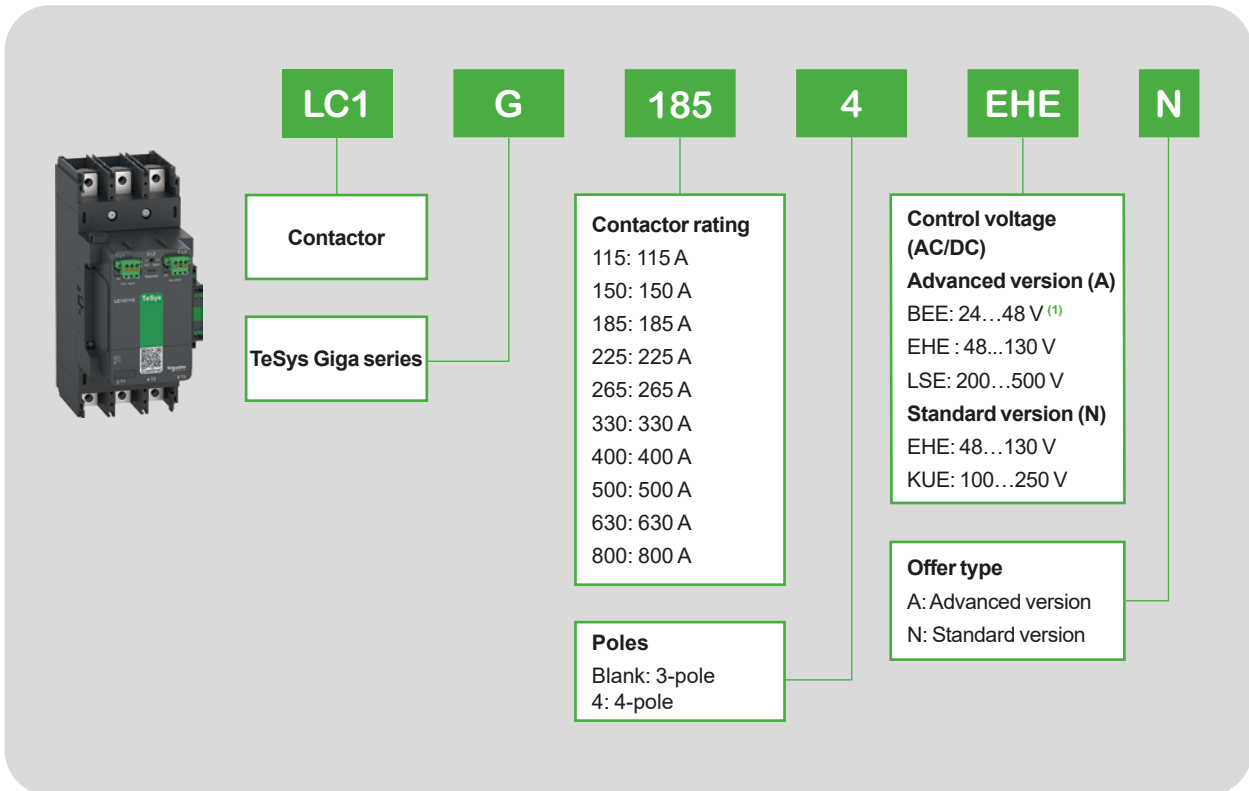 LC1 G 185 4 EHE N
Contactor
TeSys Giga series
Contactor rating
115: 115 A
150: 150 A
185: 185 A
225: 225 A
265: 265 A
330: 330 A
400: 400 A
500: 500 A
630: 630 A
800: 800 A
Poles
Blank: 3-pole
4: 4-pole
Control voltage
(AC/DC)
Advanced version (A)
BEE: 24…48 V (1)
EHE : 48...130 V
LSE: 200…500 V
Standard version (N)
EHE: 48…130 V
KUE: 100…250 V
Offer type
A: Advanced version
N: Standard version
TeSys